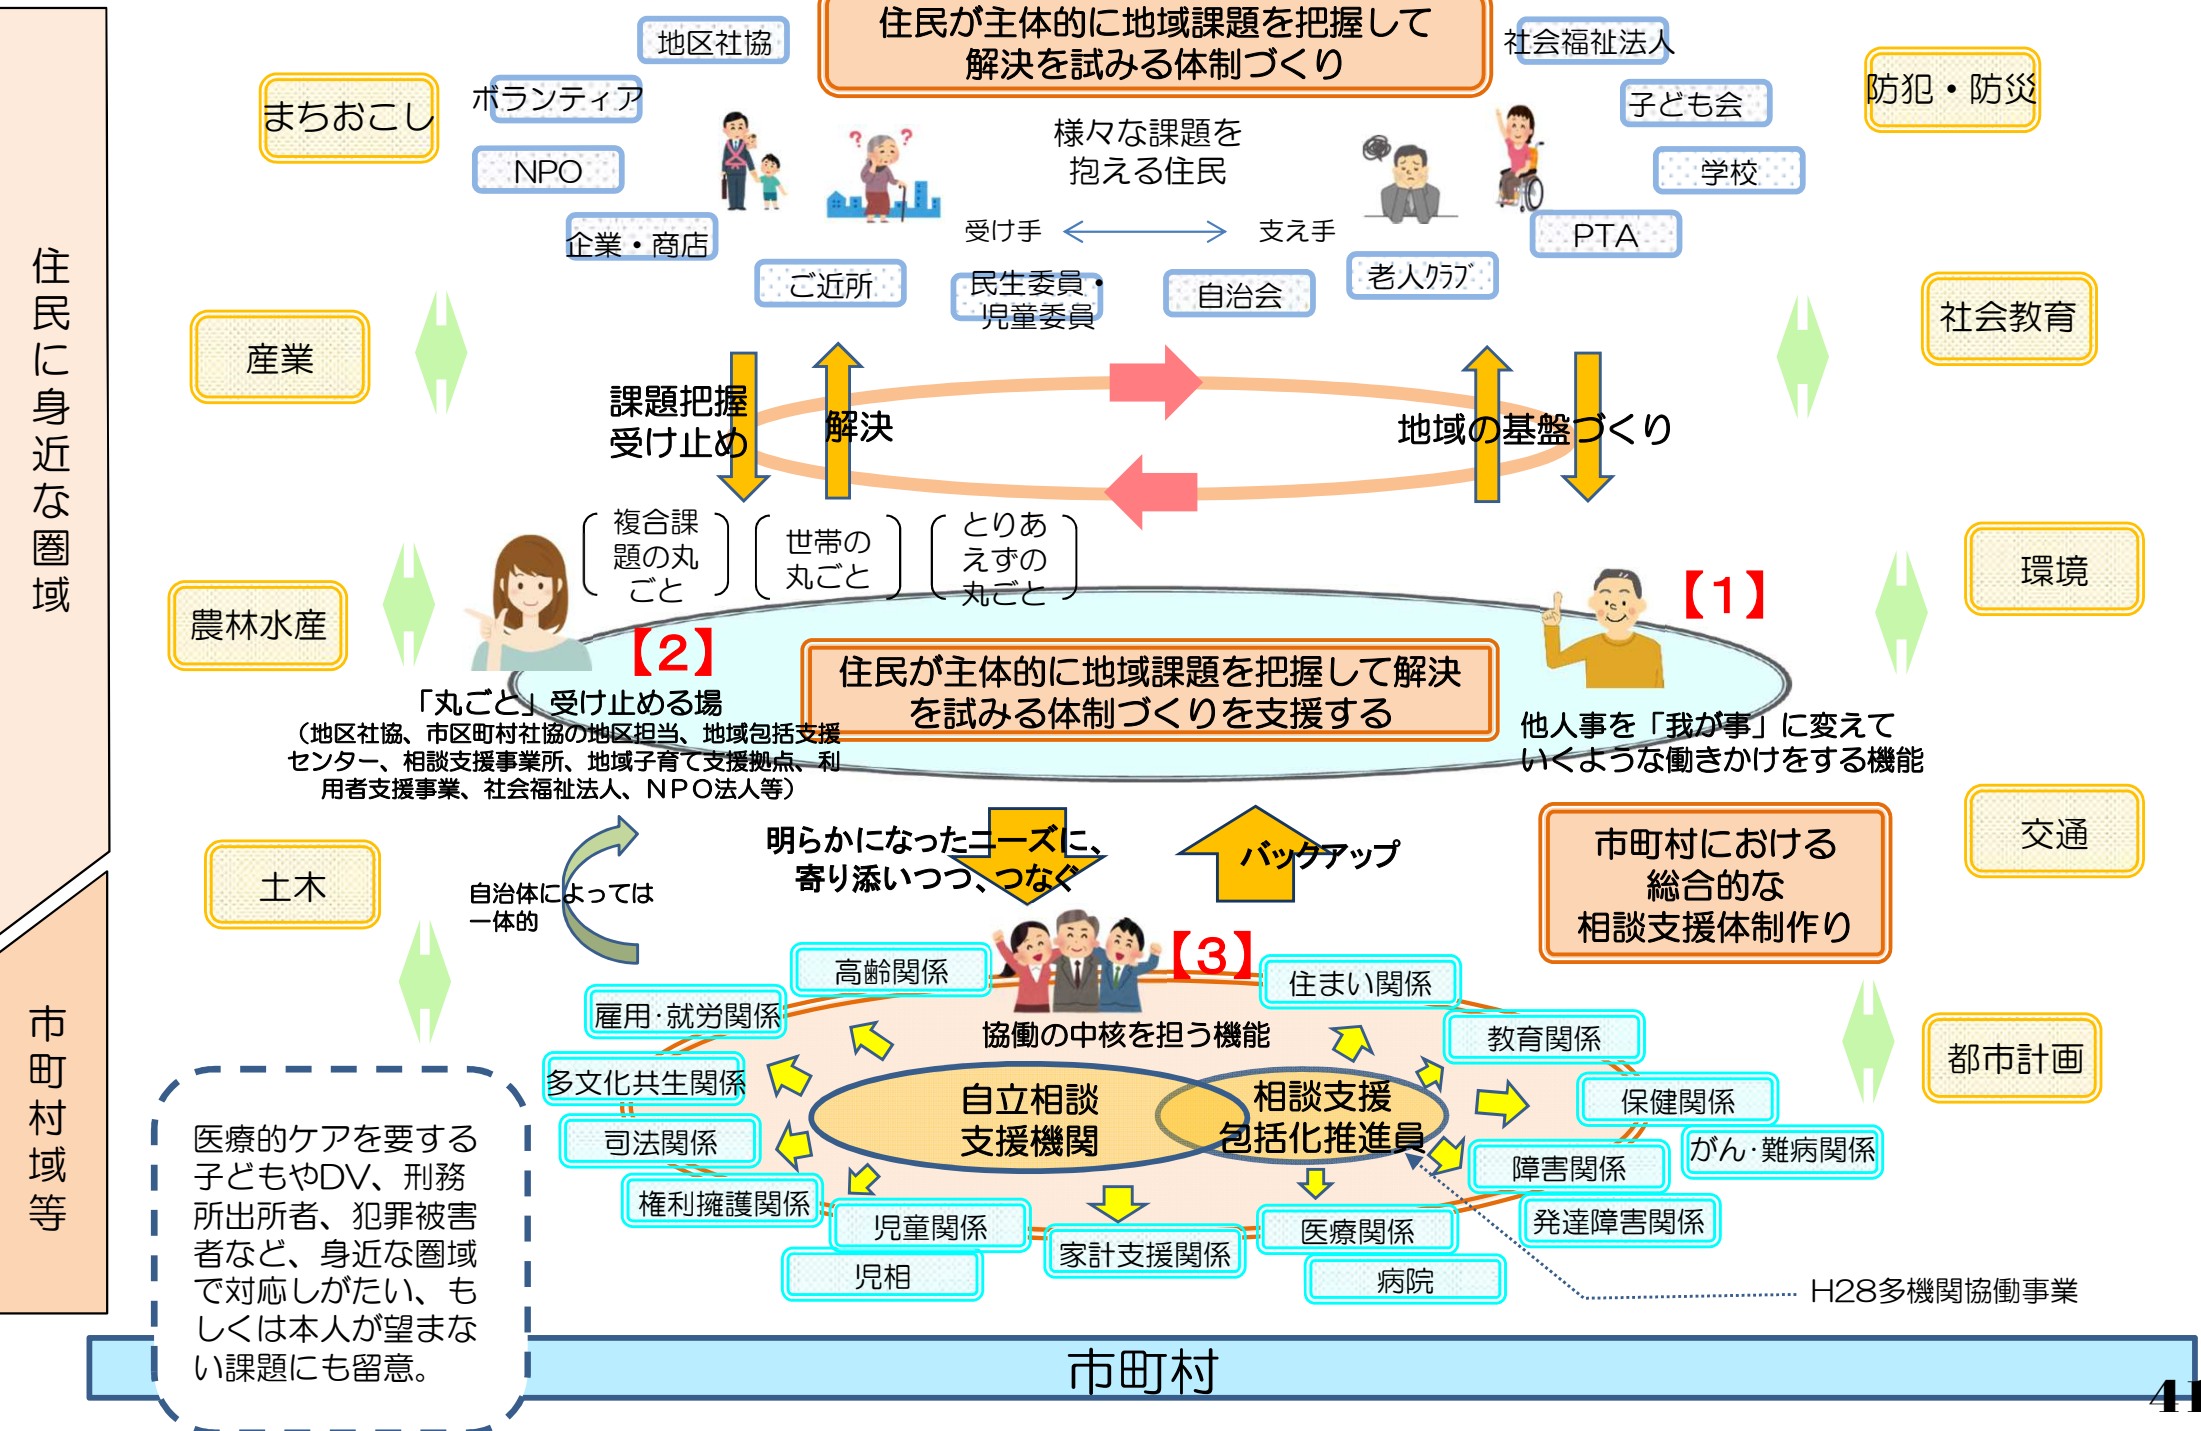 住民が主体的に地域課題を把握して
解決を試みる体制づくり
地区社協
社会福祉法人
まちおこし
ボランティア
子ども会
防犯・防災
NPO
様々な課題を
抱える住民
学校
企業・商店
受け手
支え手
PTA
ご近所
民生委員・
児童委員
自治会
老人ｸﾗﾌﾞ
住民に身近な圏域
産業
社会教育
課題把握
受け止め
解決
地域の基盤づくり
複合課
題の丸
ごと
世帯の
丸ごと
とりあ
えずの
丸ごと
農林水産
環境
【1】
【2】
住民が主体的に地域課題を把握して解決
を試みる体制づくりを支援する
「丸ごと」受け止める場
（地区社協、市区町村社協の地区担当、地域包括支援
センター、相談支援事業所、地域子育て支援拠点、利
用者支援事業、社会福祉法人、ＮＰＯ法人等）
他人事を「我が事」に変えて
いくような働きかけをする機能
明らかになったニーズに、
寄り添いつつ、つなぐ
バックアップ
市町村における
総合的な
相談支援体制作り
交通
土木
自治体によっては
一体的
【3】
高齢関係
住まい関係
雇用･就労関係
協働の中核を担う機能
教育関係
都市計画
市町村域等
多文化共生関係
自立相談
支援機関
相談支援
包括化推進員
保健関係
司法関係
がん･難病関係
障害関係
権利擁護関係
児童関係
家計支援関係
医療関係
発達障害関係
児相
病院
H28多機関協働事業
医療的ケアを要する
子どもやDV、刑務
所出所者、犯罪被害
者など、身近な圏域
で対応しがたい、も
しくは本人が望まな
い課題にも留意。
市町村
41